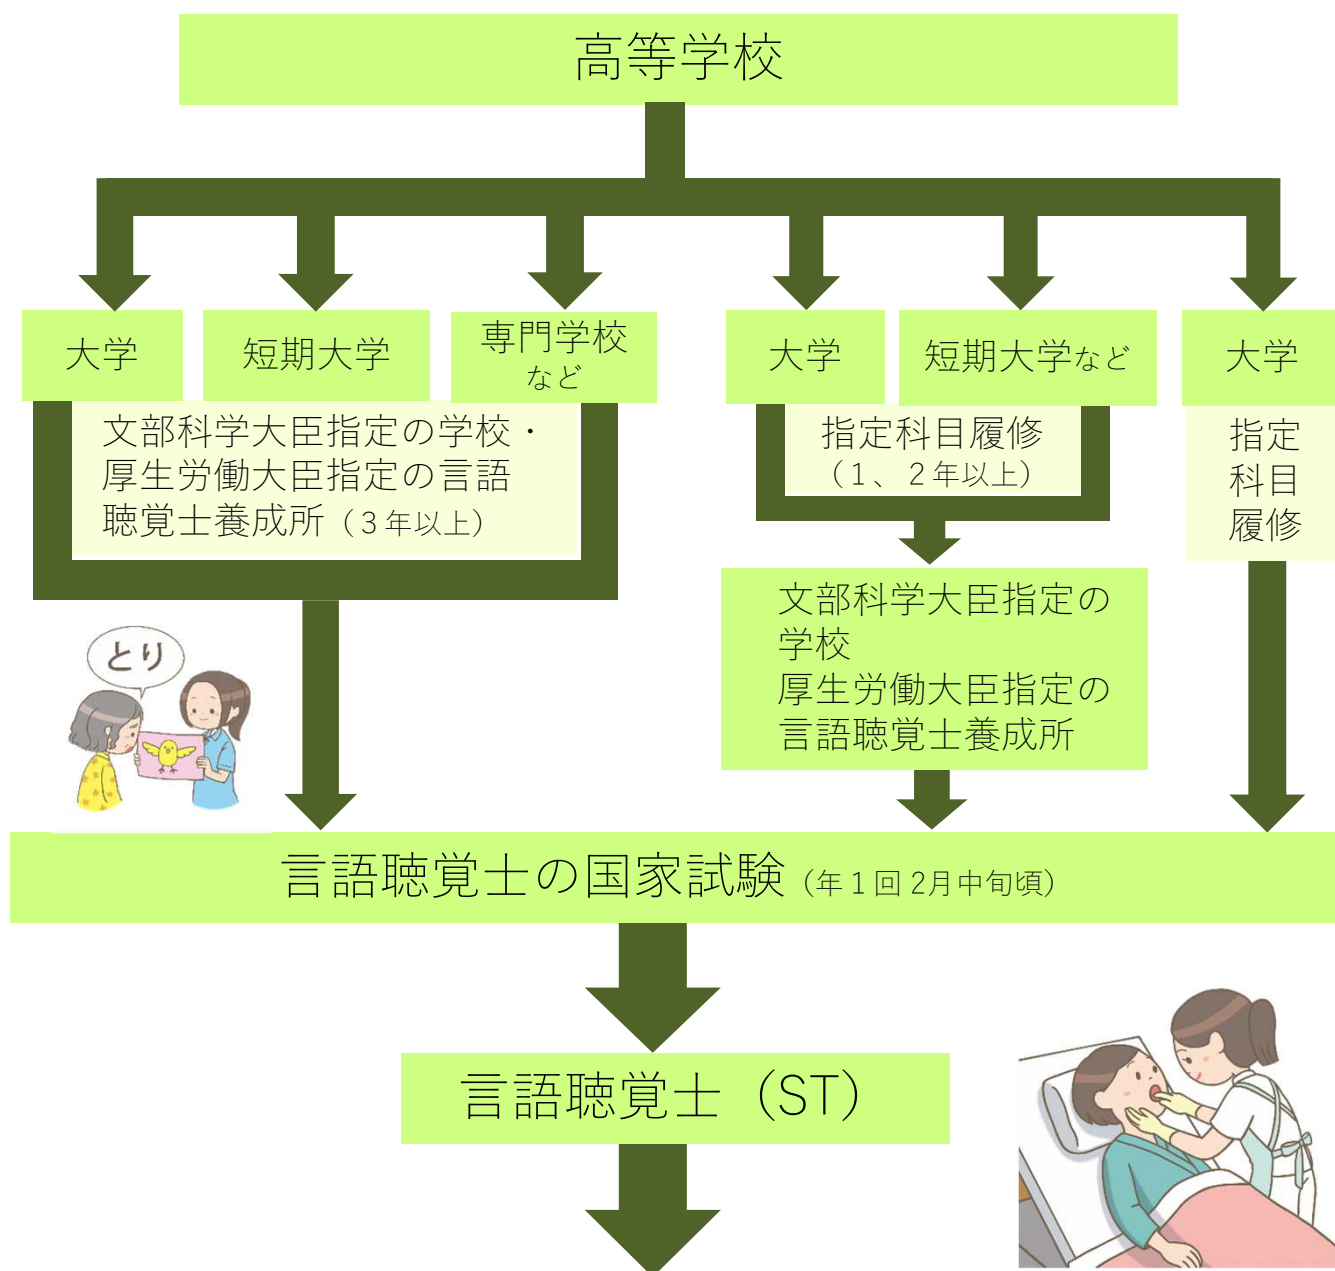 高等学校
大学
短期大学
専門学校
など
大学
短期大学など
大学
文部科学大臣指定の学校・
厚生労働大臣指定の言語
聴覚士養成所（３年以上）
指定科目履修
（１、２年以上）
指定
科目
履修
文部科学大臣指定の
学校
厚生労働大臣指定の
言語聴覚士養成所
とり
言語聴覚士の国家試験（年１回 2月中旬頃）
言語聴覚士（ST）